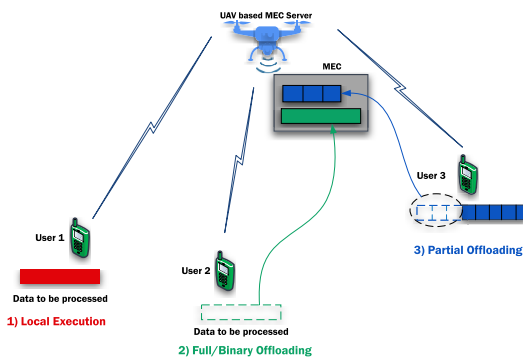 UAV based MEC Server
MEC
User 3
User 1
3) Partial Offloading
User 2
Data to be processed
1) Local Execution
Data to be processed
2) Full/Binary Offloading